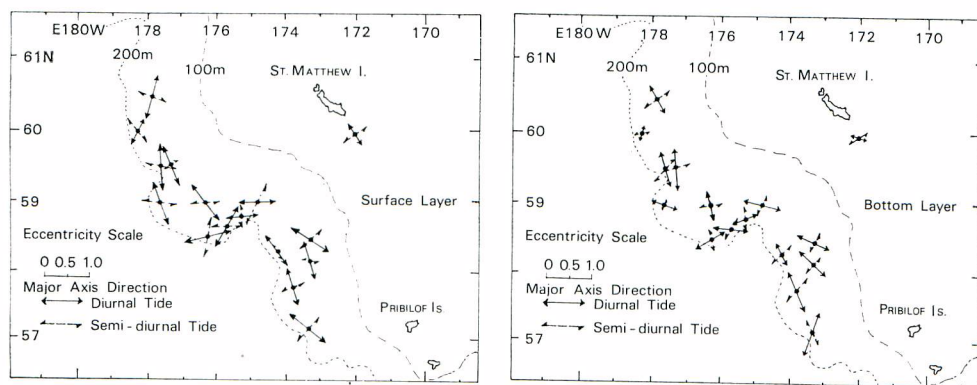 E180W 178 176 174 172 170
61N
200m
100m
ST. MATTHEW I.
60
59
Surface Layer
Eccentricity Scale
0 0.5 1.0
Major Axis Direction
Diurnal Tide
Semi-diurnal Tide
57
PRIBILOF IS.
E180W 178 176 174 172 170
61N
200m
100m
ST. MATTHEW I.
60
59
Bottom Layer
Eccentricity Scale
0 0.5 1.0
Major Axis Direction
Diurnal Tide
Semi-diurnal Tide
57
PRIBILOF IS.